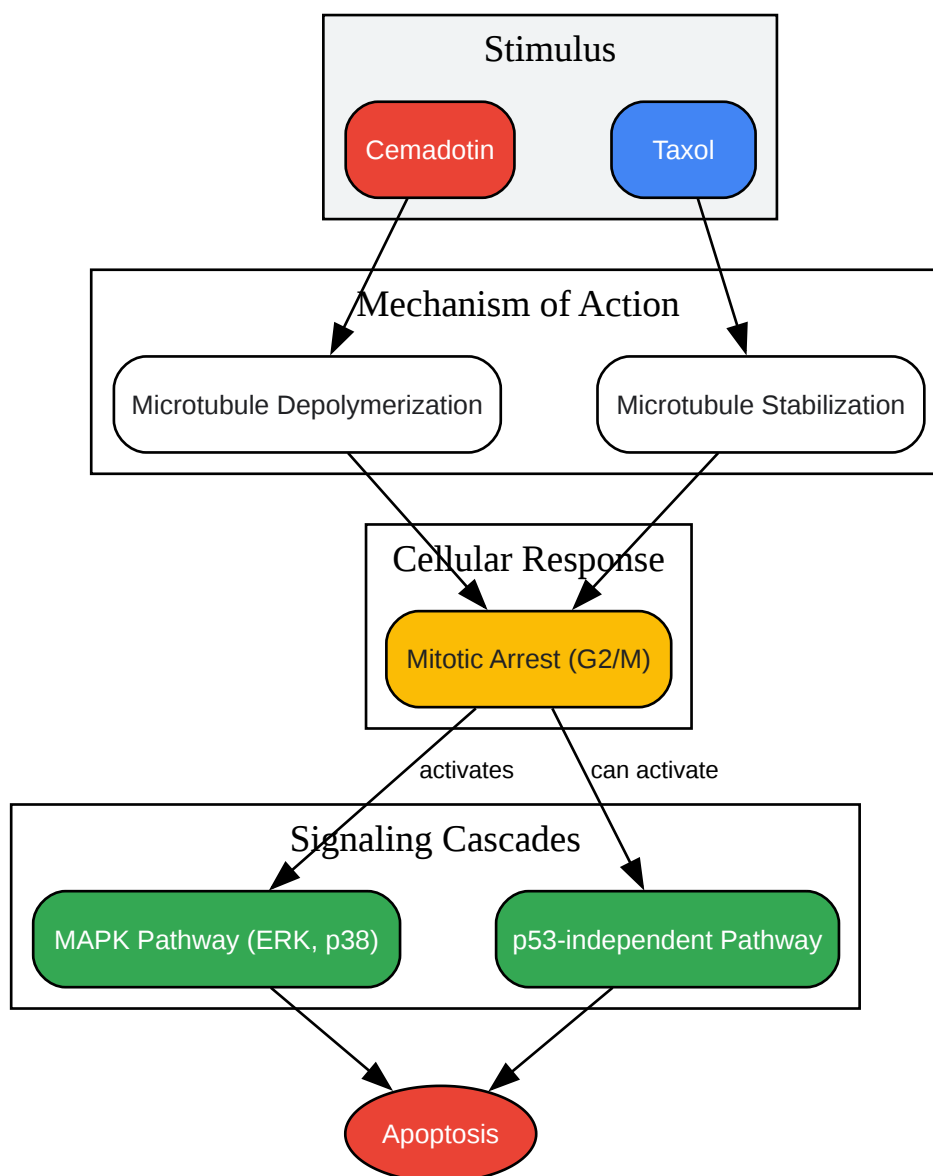 Stimulus
Cemadotin
Taxol
Mechanism of Action
Microtubule Depolymerization
Microtubule Stabilization
Cellular Response
Mitotic Arrest (G2/M)
activates
can activate
Signaling Cascades
MAPK Pathway (ERK, p38)
p53-independent Pathway
Apoptosis